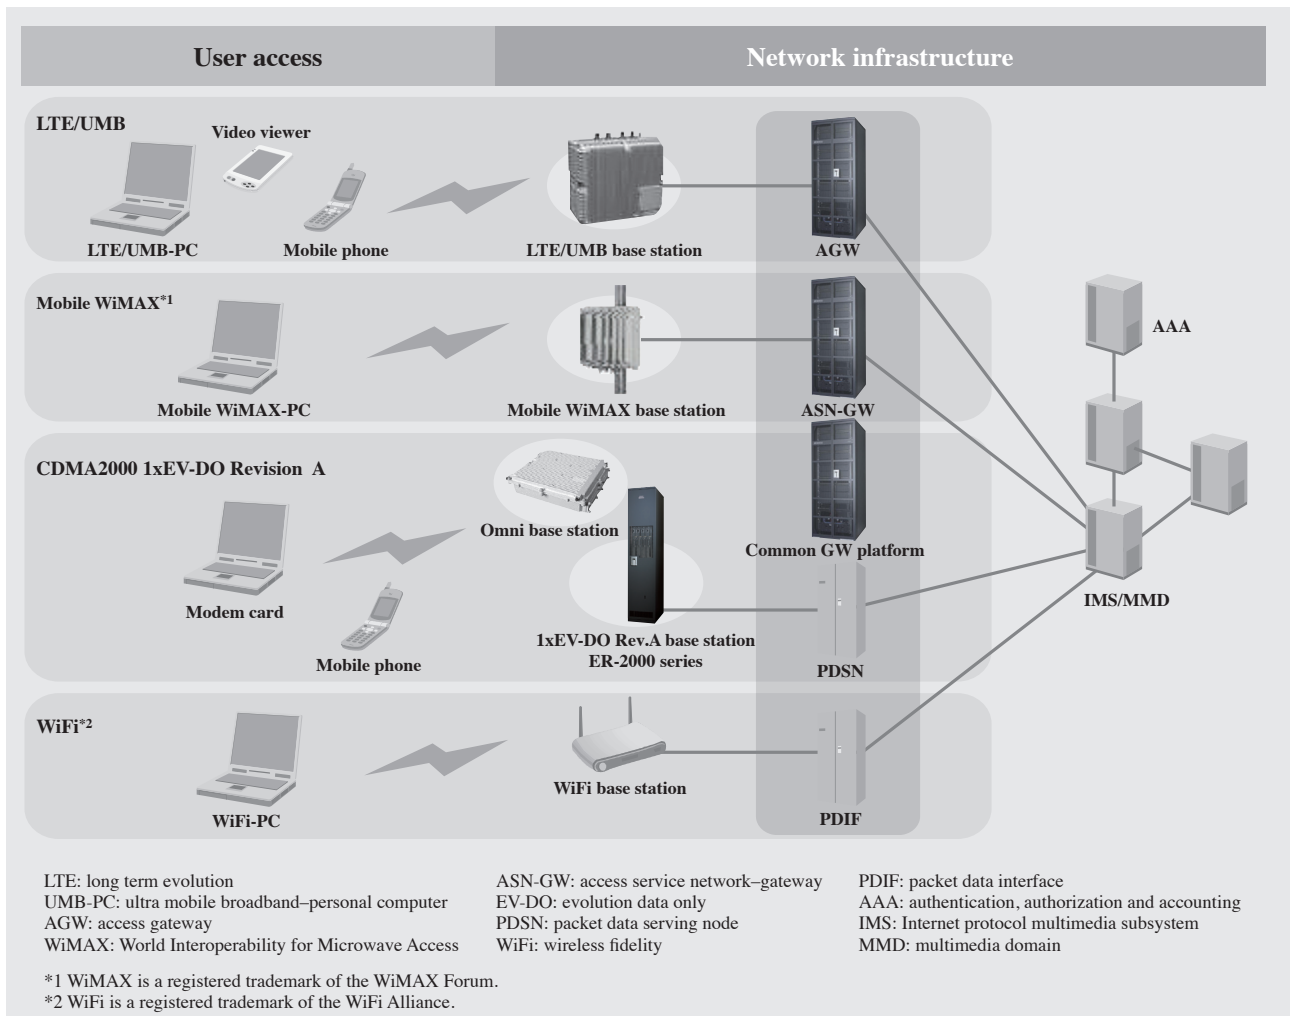 User access
Network infrastructure
LTE/UMB
Video viewer
LTE/UMB-PC
Mobile phone
LTE/UMB base station
AGW
Mobile WiMAX*1
Mobile WiMAX-PC
Mobile WiMAX base station
ASN-GW
AAA
CDMA2000 1xEV-DO Revision A
Omni base station
Common GW platform
Modem card
Mobile phone
1xEV-DO Rev.A base station
ER-2000 series
PDSN
IMS/MMD
WiFi*2
WiFi-PC
WiFi base station
PDIF
LTE: long term evolution
UMB-PC: ultra mobile broadband–personal computer
AGW: access gateway
WiMAX: World Interoperability for Microwave Access
ASN-GW: access service network–gateway
EV-DO: evolution data only
PDSN: packet data serving node
WiFi: wireless fidelity
PDIF: packet data interface
AAA: authentication, authorization and accounting
IMS: Internet protocol multimedia subsystem
MMD: multimedia domain
*1 WiMAX is a registered trademark of the WiMAX Forum.
*2 WiFi is a registered trademark of the WiFi Alliance.